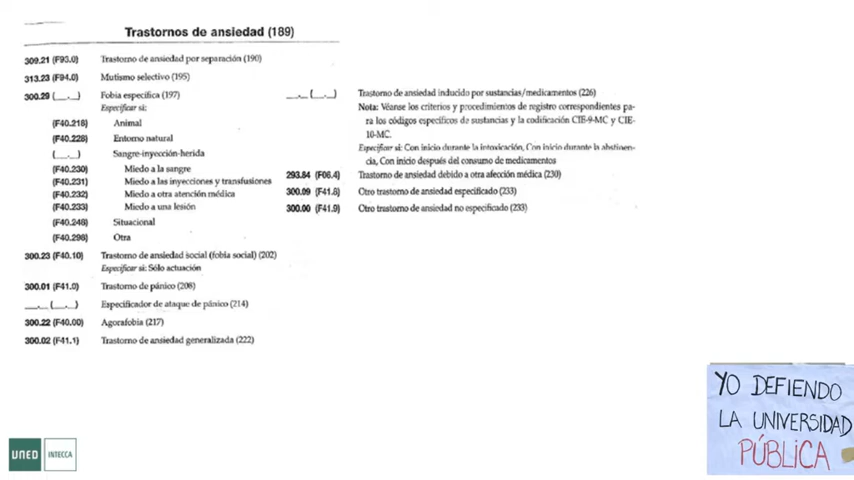 Trastornos de ansiedad (189)
309.21 (F93.0) Trastorno de ansiedad por separación (190)
313.23 (F94.0) Mutismo selectivo (195)
300.29 (__.__) Fobia específica (197)
Especificar si:
(F40.218) Animal
(F40.228) Entorno natural
(__.__) Sangre-inyección-herida
(F40.230) Miedo a la sangre
(F40.231) Miedo a las inyecciones y transfusiones
(F40.232) Miedo a otra atención médica
(F40.233) Miedo a una lesión
(F40.248) Situacional
(F40.298) Otra
300.23 (F40.10) Trastorno de ansiedad social (fobia social) (202)
Especificar si: Sólo actuación
300.01 (F41.0) Trastorno de pánico (208)
__.__ (__.__) Especificador de ataque de pánico (214)
300.22 (F40.00) Agorafobia (217)
300.02 (F41.1) Trastorno de ansiedad generalizada (222)
__.__ (__.__) Trastorno de ansiedad inducido por sustancias/medicamentos (226)
Nota: Véanse los criterios y procedimientos de registro correspondientes pa-
ra los códigos específicos de sustancias y la codificación CIE-9-MC y CIE-
10-MC.
Especificar si: Con inicio durante la intoxicación, Con inicio durante la abstinen-
cia, Con inicio después del consumo de medicamentos
293.84 (F06.4) Trastorno de ansiedad debido a otra afección médica (230)
300.09 (F41.8) Otro trastorno de ansiedad especificado (233)
300.00 (F41.9) Otro trastorno de ansiedad no especificado (233)
UNED INTECCA
YO DEFIENDO
LA UNIVERSIDAD
PÚBLICA